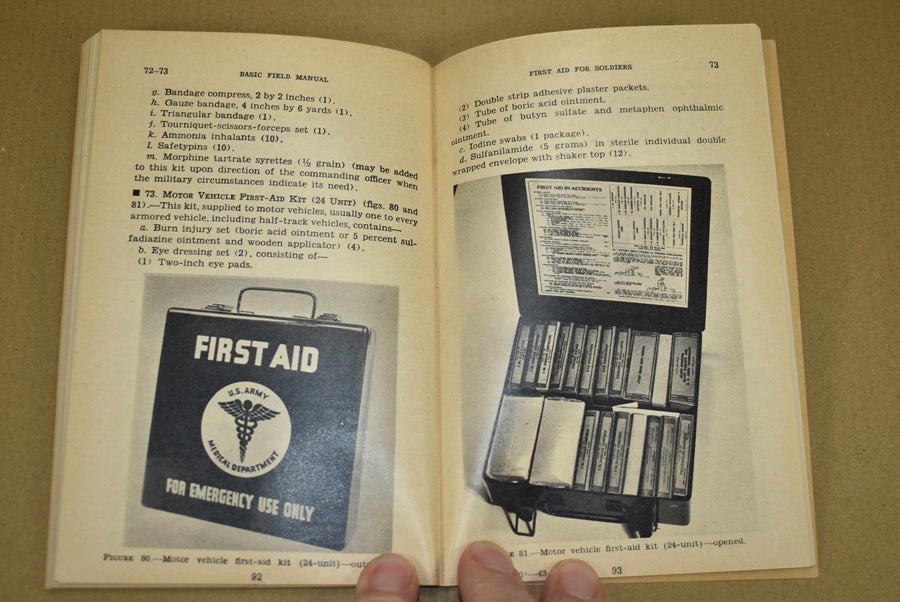 72–73
BASIC FIELD MANUAL
g. Bandage compress, 2 by 2 inches (1).
h. Gauze bandage, 4 inches by 6 yards (1).
i. Triangular bandage (1).
j. Tourniquet-scissors-forceps set (1).
k. Ammonia inhalants (10).
l. Safetypins (10).
m. Morphine tartrate syrettes (½ grain) (may be added
to this kit upon direction of the commanding officer when
the military circumstances indicate its need).
■ 73. MOTOR VEHICLE FIRST-AID KIT (24 UNIT) (figs. 80 and
81).—This kit, supplied to motor vehicles, usually one to every
armored vehicle, including half-track vehicles, contains—
a. Burn injury set (boric acid ointment or 5 percent sul-
fadiazine ointment and wooden applicator) (4).
b. Eye dressing set (2), consisting of—
(1) Two-inch eye pads.
FIRST AID
U.S. ARMY
MEDICAL DEPARTMENT
FOR EMERGENCY USE ONLY
FIGURE 80.—Motor vehicle first-aid kit (24-unit)—out
92
FIRST AID FOR SOLDIERS
73
(2) Double strip adhesive plaster packets.
(3) Tube of boric acid ointment.
(4) Tube of butyn sulfate and metaphen ophthalmic
ointment.
c. Iodine swabs (1 package).
d. Sulfanilamide (5 grams) in sterile individual double
wrapped envelope with shaker top (12).
FIRST AID IN ACCIDENTS
81.—Motor vehicle first-aid kit (24-unit)—opened.
93